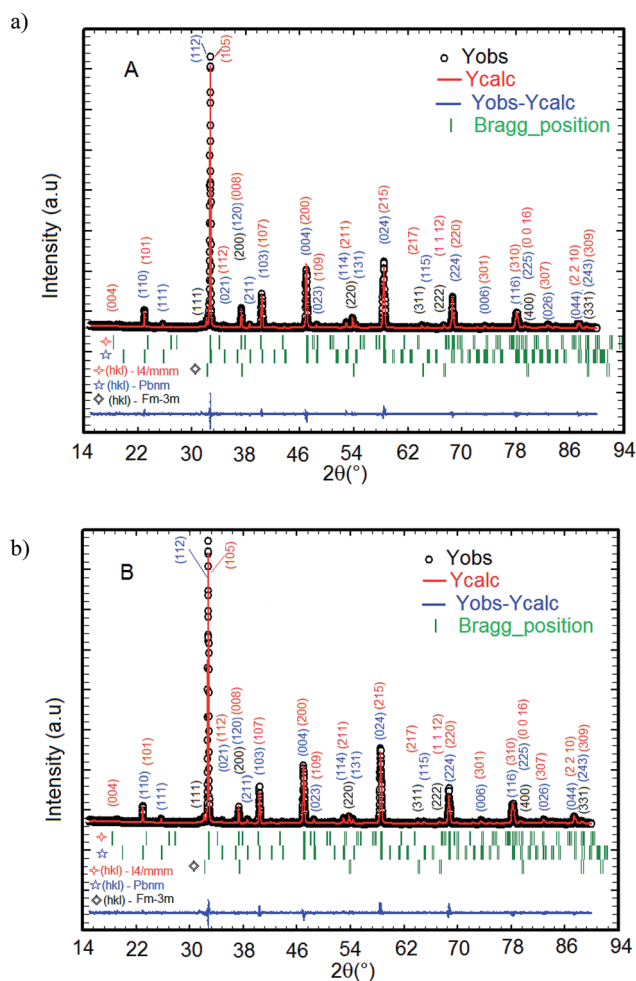 a)
A
(112)
(105)
Yobs
Ycalc
Yobs-Ycalc
Bragg_position
Intensity (a.u)
(004)
(110)
(101)
(111)
(111)
(021)
(112)
(200)
(120)
(008)
(211)
(103)
(107)
(004)
(200)
(023)
(109)
(114)
(211)
(220)
(131)
(024)
(215)
(217)
(311)
(115)
(222)
(1 1 12)
(224)
(220)
(006)
(301)
(116)
(310)
(225)
(0 0 16)
(400)
(026)
(307)
(044)
(2 2 10)
(331)
(243)
(309)
(hkl) - I4/mmm
(hkl) - Pbnm
(hkl) - Fm-3m
14 22 30 38 46 54 62 70 78 86 94
2θ(°)
b)
B
(112)
(105)
Yobs
Ycalc
Yobs-Ycalc
Bragg_position
Intensity (a.u)
(004)
(110)
(101)
(111)
(111)
(021)
(112)
(200)
(120)
(008)
(211)
(103)
(107)
(004)
(200)
(023)
(109)
(114)
(211)
(220)
(131)
(024)
(215)
(217)
(311)
(115)
(222)
(1 1 12)
(224)
(220)
(006)
(301)
(116)
(310)
(225)
(0 0 16)
(400)
(026)
(307)
(044)
(2 2 10)
(331)
(243)
(309)
(hkl) - I4/mmm
(hkl) - Pbnm
(hkl) - Fm-3m
14 22 30 38 46 54 62 70 78 86 94
2θ(°)